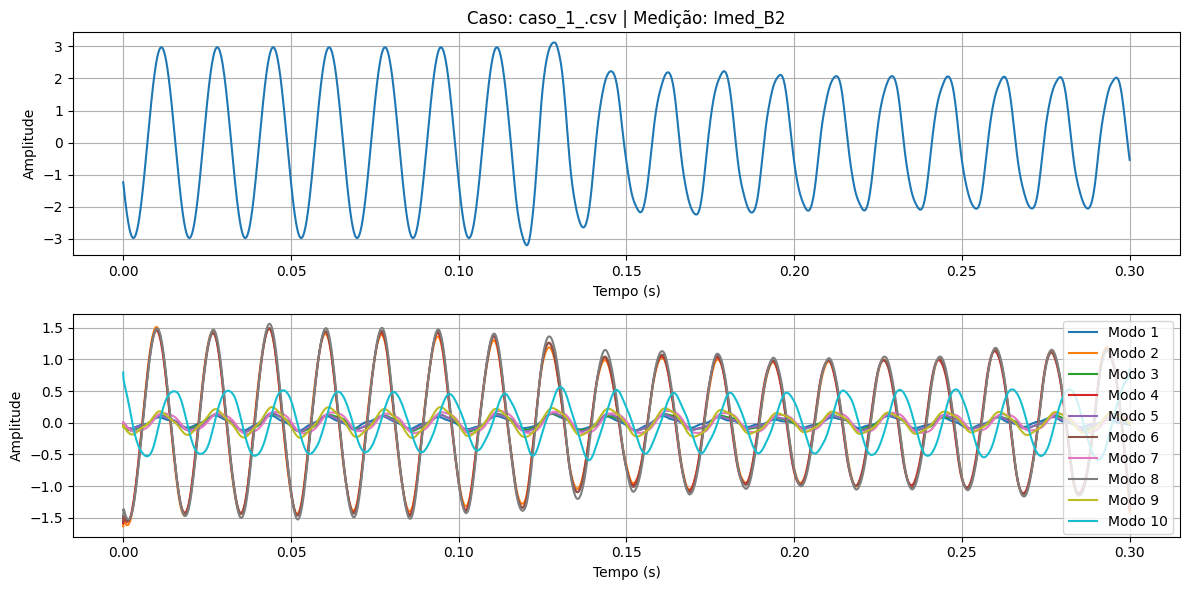 Caso: caso_1_.csv | Medição: Imed_B2
3
2
1
0
−1
−2
−3
Amplitude
0.00 0.05 0.10 0.15 0.20 0.25 0.30
Tempo (s)
1.5
1.0
0.5
0.0
−0.5
−1.0
−1.5
Amplitude
Modo 1
Modo 2
Modo 3
Modo 4
Modo 5
Modo 6
Modo 7
Modo 8
Modo 9
Modo 10
0.00 0.05 0.10 0.15 0.20 0.25 0.30
Tempo (s)